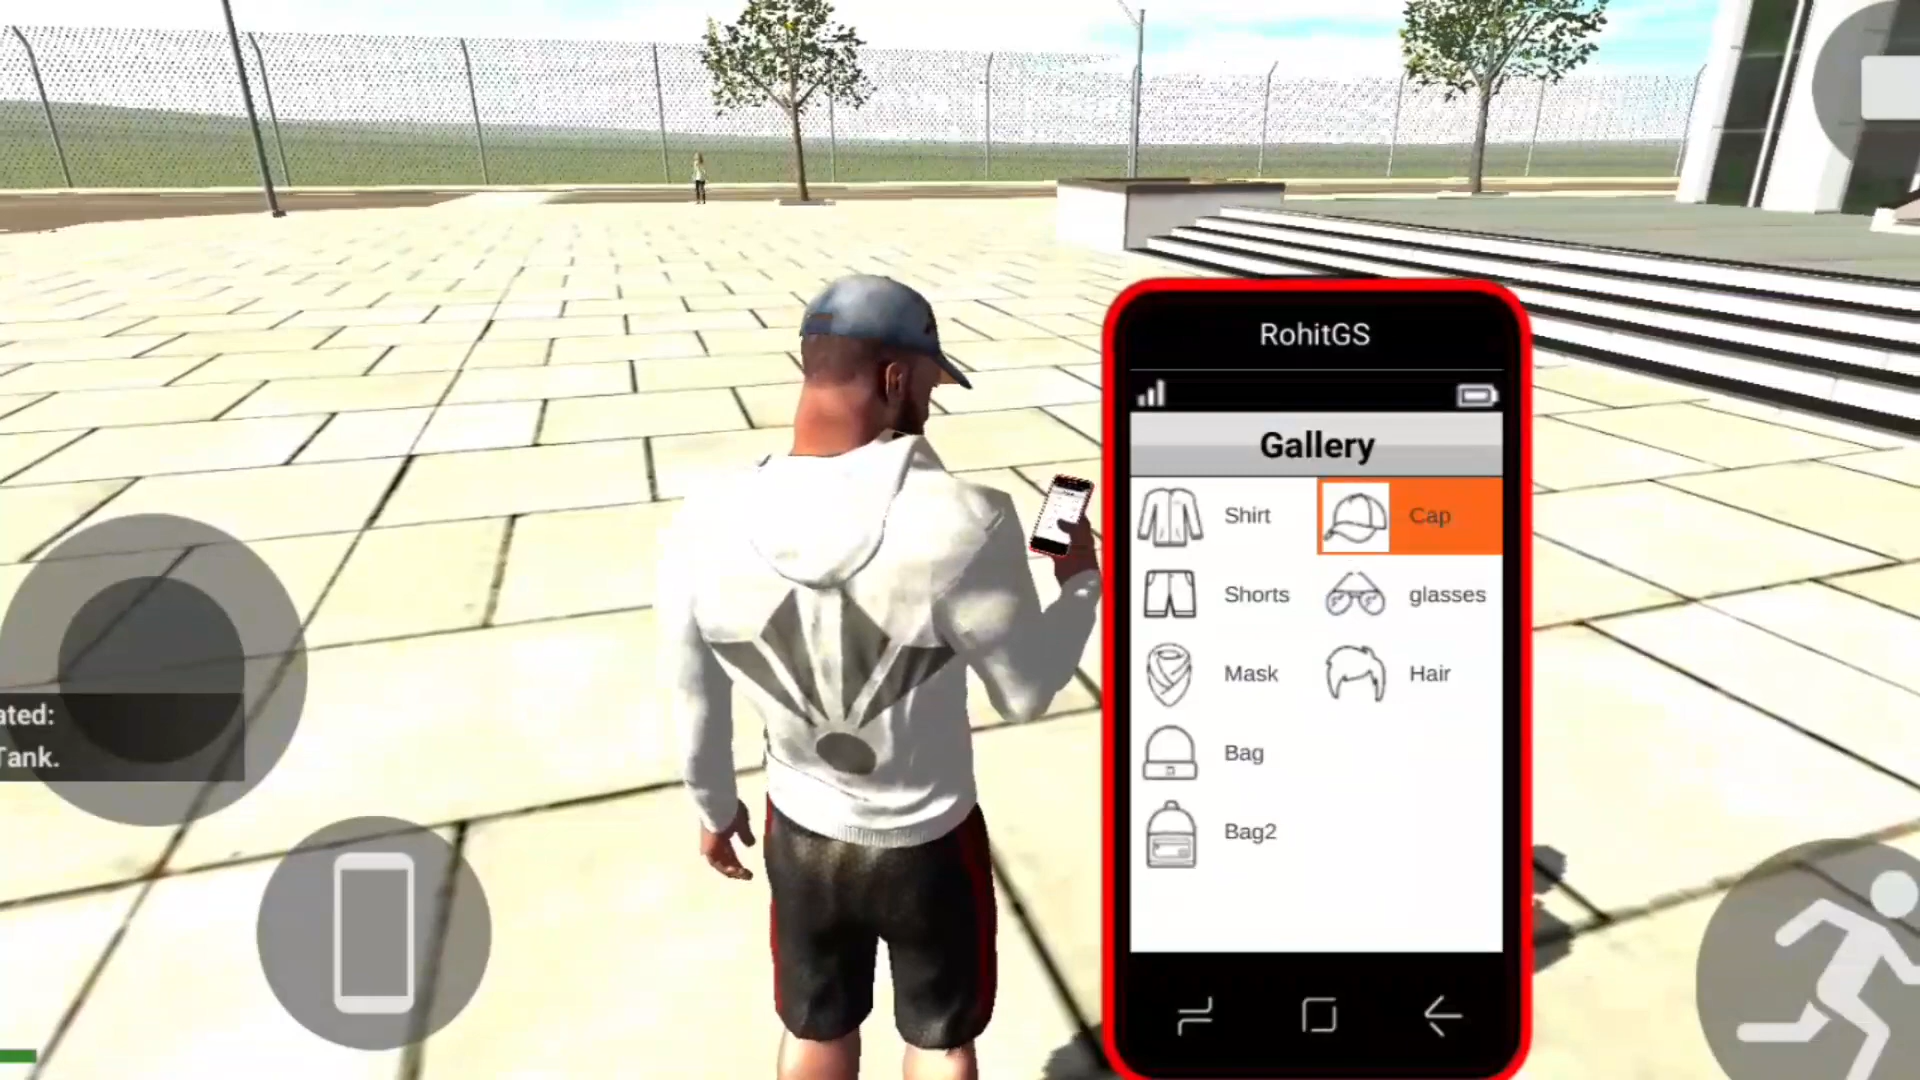 RohitGS
Gallery
Shirt
Cap
Shorts
glasses
Mask
Hair
Bag
Bag2
ated:
Tank.